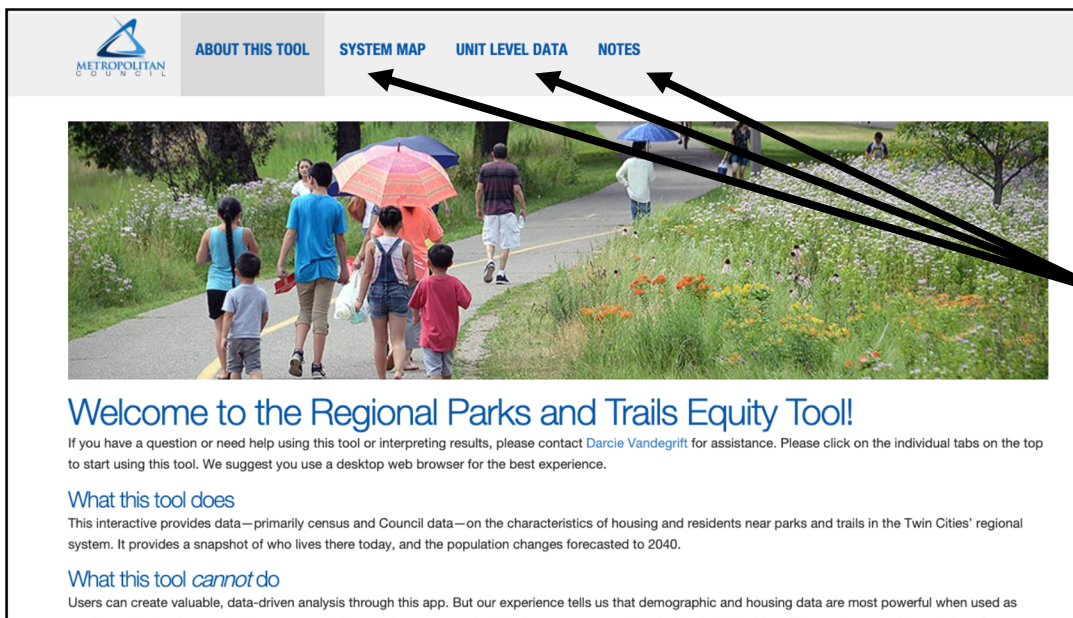 METROPOLITAN
COUNCIL
ABOUT THIS TOOL
SYSTEM MAP
UNIT LEVEL DATA
NOTES
Welcome to the Regional Parks and Trails Equity Tool!
If you have a question or need help using this tool or interpreting results, please contact Darcie Vandegrift for assistance. Please click on the individual tabs on the top
to start using this tool. We suggest you use a desktop web browser for the best experience.
What this tool does
This interactive provides data—primarily census and Council data—on the characteristics of housing and residents near parks and trails in the Twin Cities' regional
system. It provides a snapshot of who lives there today, and the population changes forecasted to 2040.
What this tool cannot do
Users can create valuable, data-driven analysis through this app. But our experience tells us that demographic and housing data are most powerful when used as